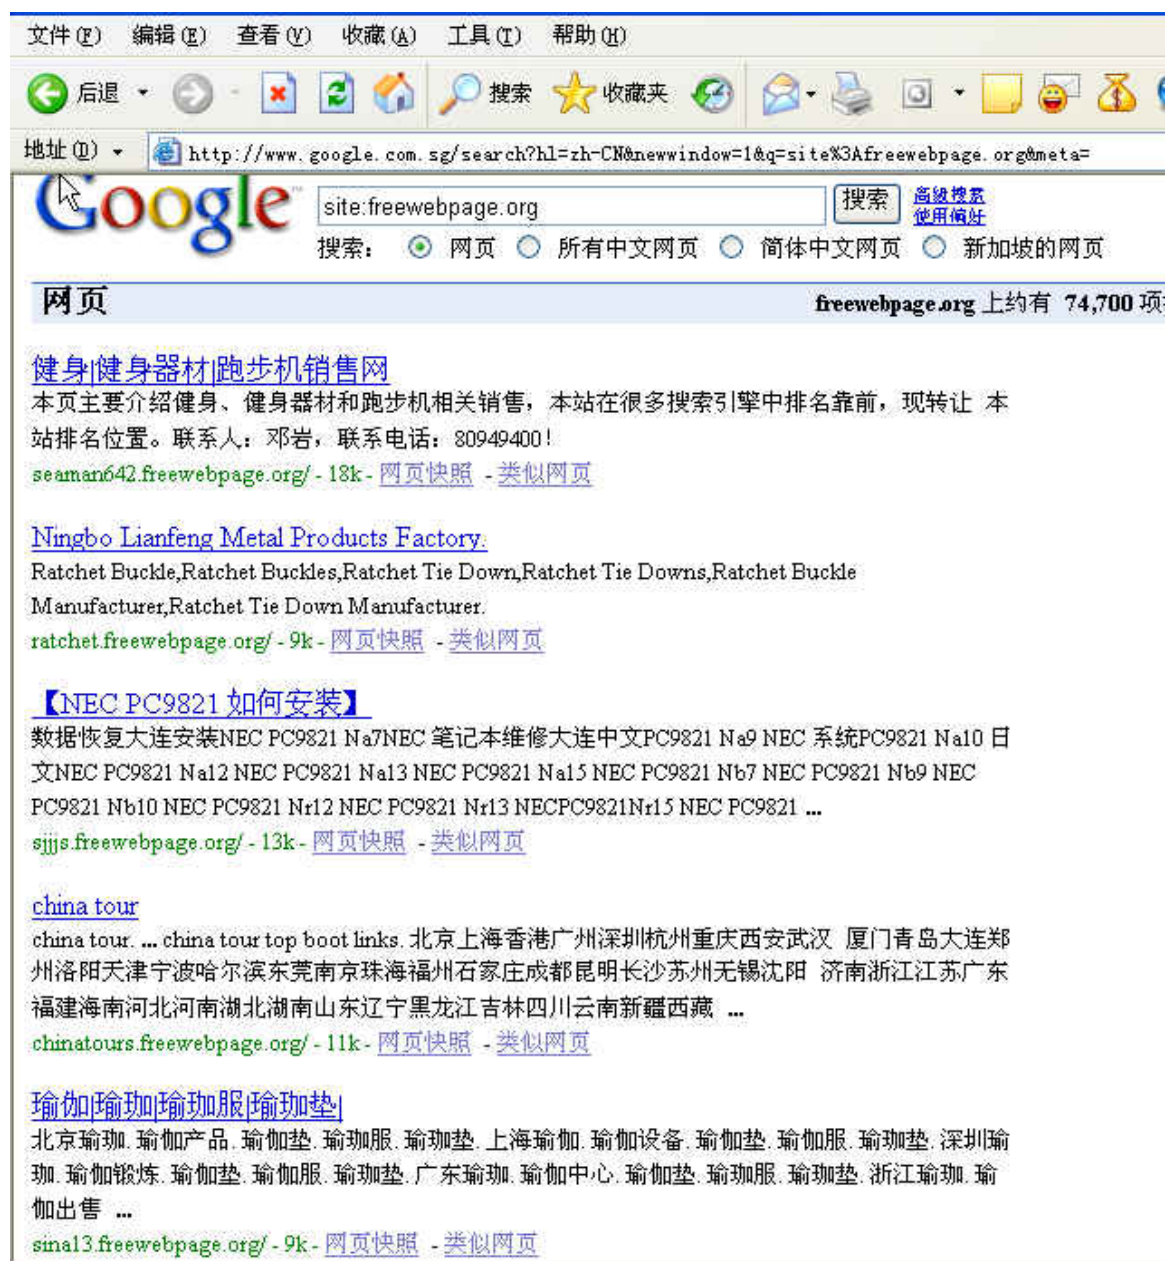 文件(F) 编辑(E) 查看(V) 收藏(A) 工具(T) 帮助(H)
后退 搜索 收藏夹
地址(D) http://www.google.com.sg/search?hl=zh-CN&newwindow=1&q=site%3Afreewebpage.org&meta=
Google™ site:freewebpage.org 搜索 高级搜索
使用偏好
搜索: 网页 所有中文网页 简体中文网页 新加坡的网页
网页 freewebpage.org 上约有 74,700 项
健身|健身器材|跑步机销售网
本页主要介绍健身、健身器材和跑步机相关销售，本站在很多搜索引擎中排名靠前，现转让 本
站排名位置。联系人：邓岩，联系电话：80949400！
seaman642.freewebpage.org/ - 18k - 网页快照 - 类似网页
Ningbo Lianfeng Metal Products Factory.
Ratchet Buckle,Ratchet Buckles,Ratchet Tie Down,Ratchet Tie Downs,Ratchet Buckle
Manufacturer,Ratchet Tie Down Manufacturer.
ratchet.freewebpage.org/ - 9k - 网页快照 - 类似网页
【NEC PC9821 如何安装】
数据恢复大连安装NEC PC9821 Na7NEC 笔记本维修大连中文PC9821 Na9 NEC 系统PC9821 Na10 日
文NEC PC9821 Na12 NEC PC9821 Na13 NEC PC9821 Na15 NEC PC9821 Nb7 NEC PC9821 Nb9 NEC
PC9821 Nb10 NEC PC9821 Nr12 NEC PC9821 Nr13 NECPC9821Nr15 NEC PC9821 ...
sjjjs.freewebpage.org/ - 13k - 网页快照 - 类似网页
china tour
china tour. ... china tour top boot links. 北京上海香港广州深圳杭州重庆西安武汉 厦门青岛大连郑
州洛阳天津宁波哈尔滨东莞南京珠海福州石家庄成都昆明长沙苏州无锡沈阳 济南浙江江苏广东
福建海南河北河南湖北湖南山东辽宁黑龙江吉林四川云南新疆西藏 ...
chinatours.freewebpage.org/ - 11k - 网页快照 - 类似网页
瑜伽|瑜珈|瑜珈服|瑜珈垫|
北京瑜珈. 瑜伽产品. 瑜伽垫. 瑜珈服. 瑜珈垫. 上海瑜伽. 瑜伽设备. 瑜伽垫. 瑜伽服. 瑜珈垫. 深圳瑜
珈. 瑜伽锻炼. 瑜伽垫. 瑜伽服. 瑜珈垫. 广东瑜珈. 瑜伽中心. 瑜伽垫. 瑜珈服. 瑜珈垫. 浙江瑜珈. 瑜
伽出售 ...
sina13.freewebpage.org/ - 9k - 网页快照 - 类似网页